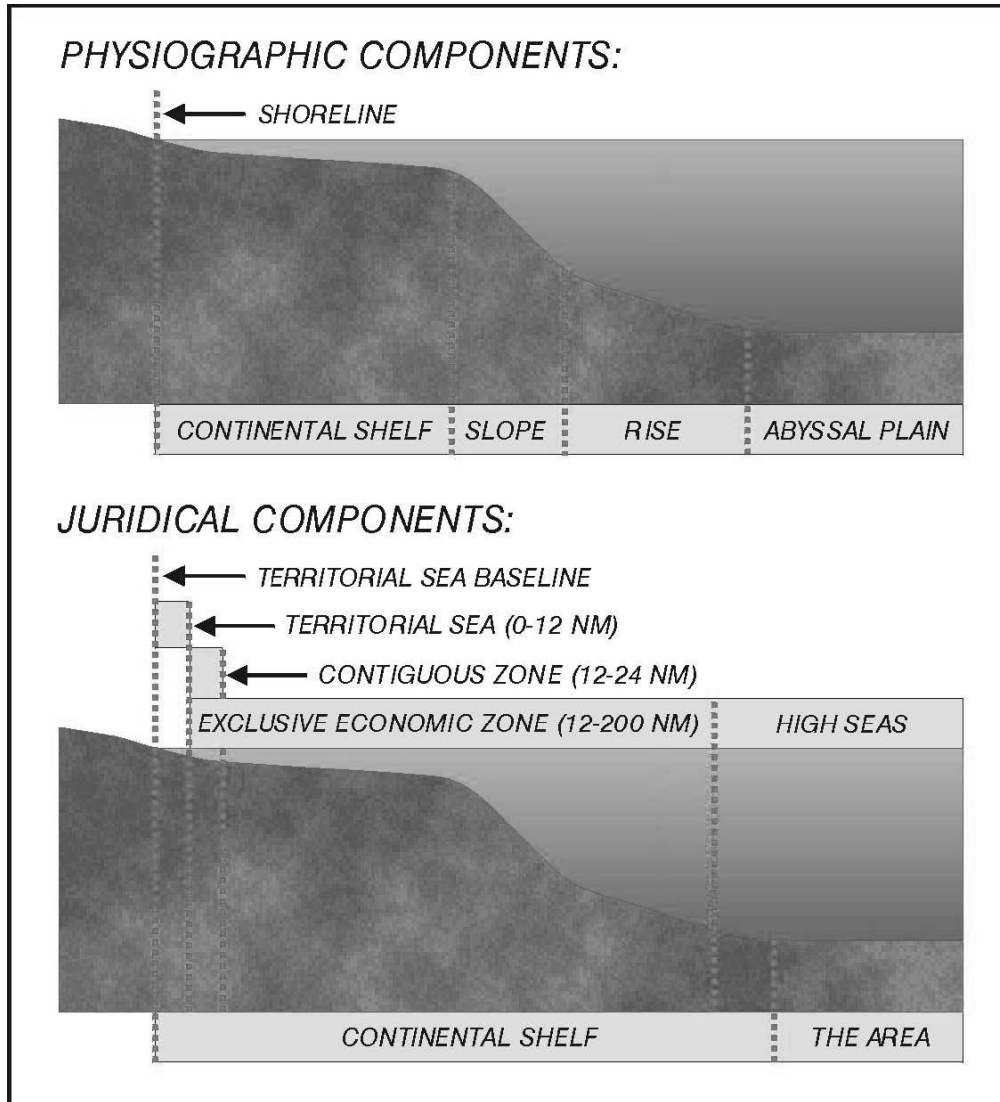 PHYSIOGRAPHIC COMPONENTS:
SHORELINE
CONTINENTAL SHELF
SLOPE
RISE
ABYSSAL PLAIN
JURIDICAL COMPONENTS:
TERRITORIAL SEA BASELINE
TERRITORIAL SEA (0-12 NM)
CONTIGUOUS ZONE (12-24 NM)
EXCLUSIVE ECONOMIC ZONE (12-200 NM)
HIGH SEAS
CONTINENTAL SHELF
THE AREA